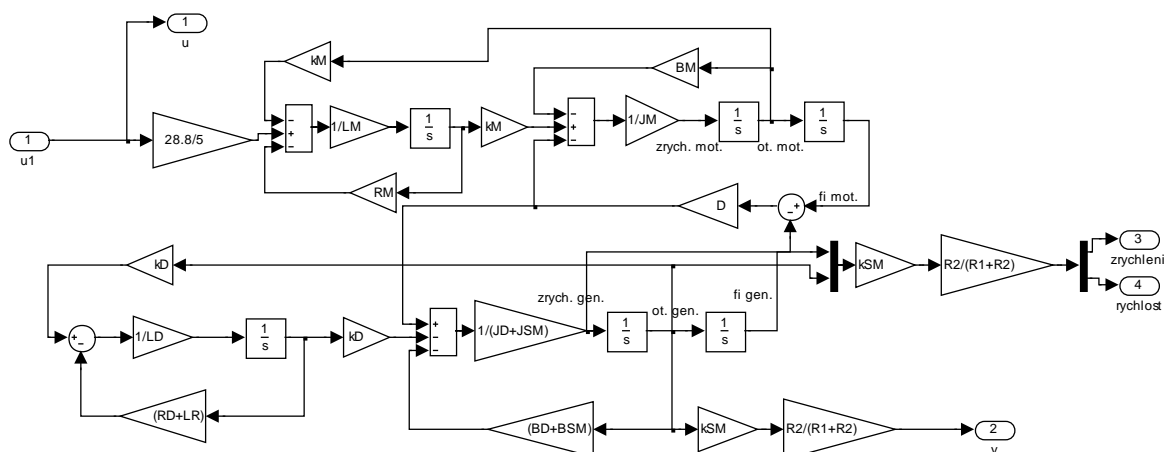 1
u
kM
BM
1
u1
28.8/5
−
+
−
1/LM
1
s
kM
−
+
−
1/JM
1
s
1
s
zrych. mot.
ot. mot.
RM
D
−
+
fi mot.
kD
kSM
R2/(R1+R2)
3
zrychleni
4
rychlost
zrych. gen.
ot. gen.
fi gen.
+
−
1/LD
1
s
kD
+
−
−
1/(JD+JSM)
1
s
1
s
(RD+LR)
(BD+BSM)
kSM
R2/(R1+R2)
2